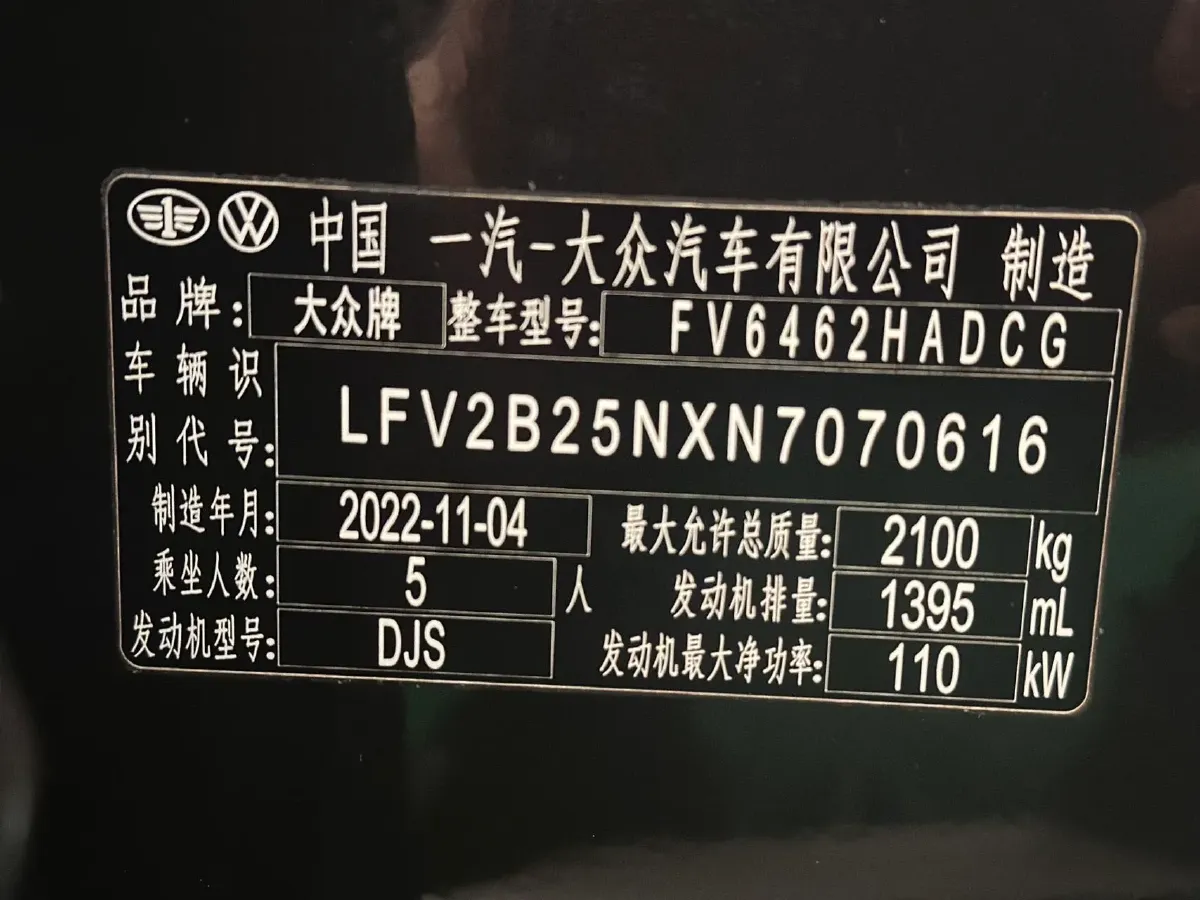 中国 一汽-大众汽车有限公司 制造
品牌: 大众牌 整车型号: FV6462HADCG
车辆识别代号: LFV2B25NXN7070616
制造年月: 2022-11-04 最大允许总质量: 2100 kg
乘坐人数: 5 人 发动机排量: 1395 mL
发动机型号: DJS 发动机最大净功率: 110 kW